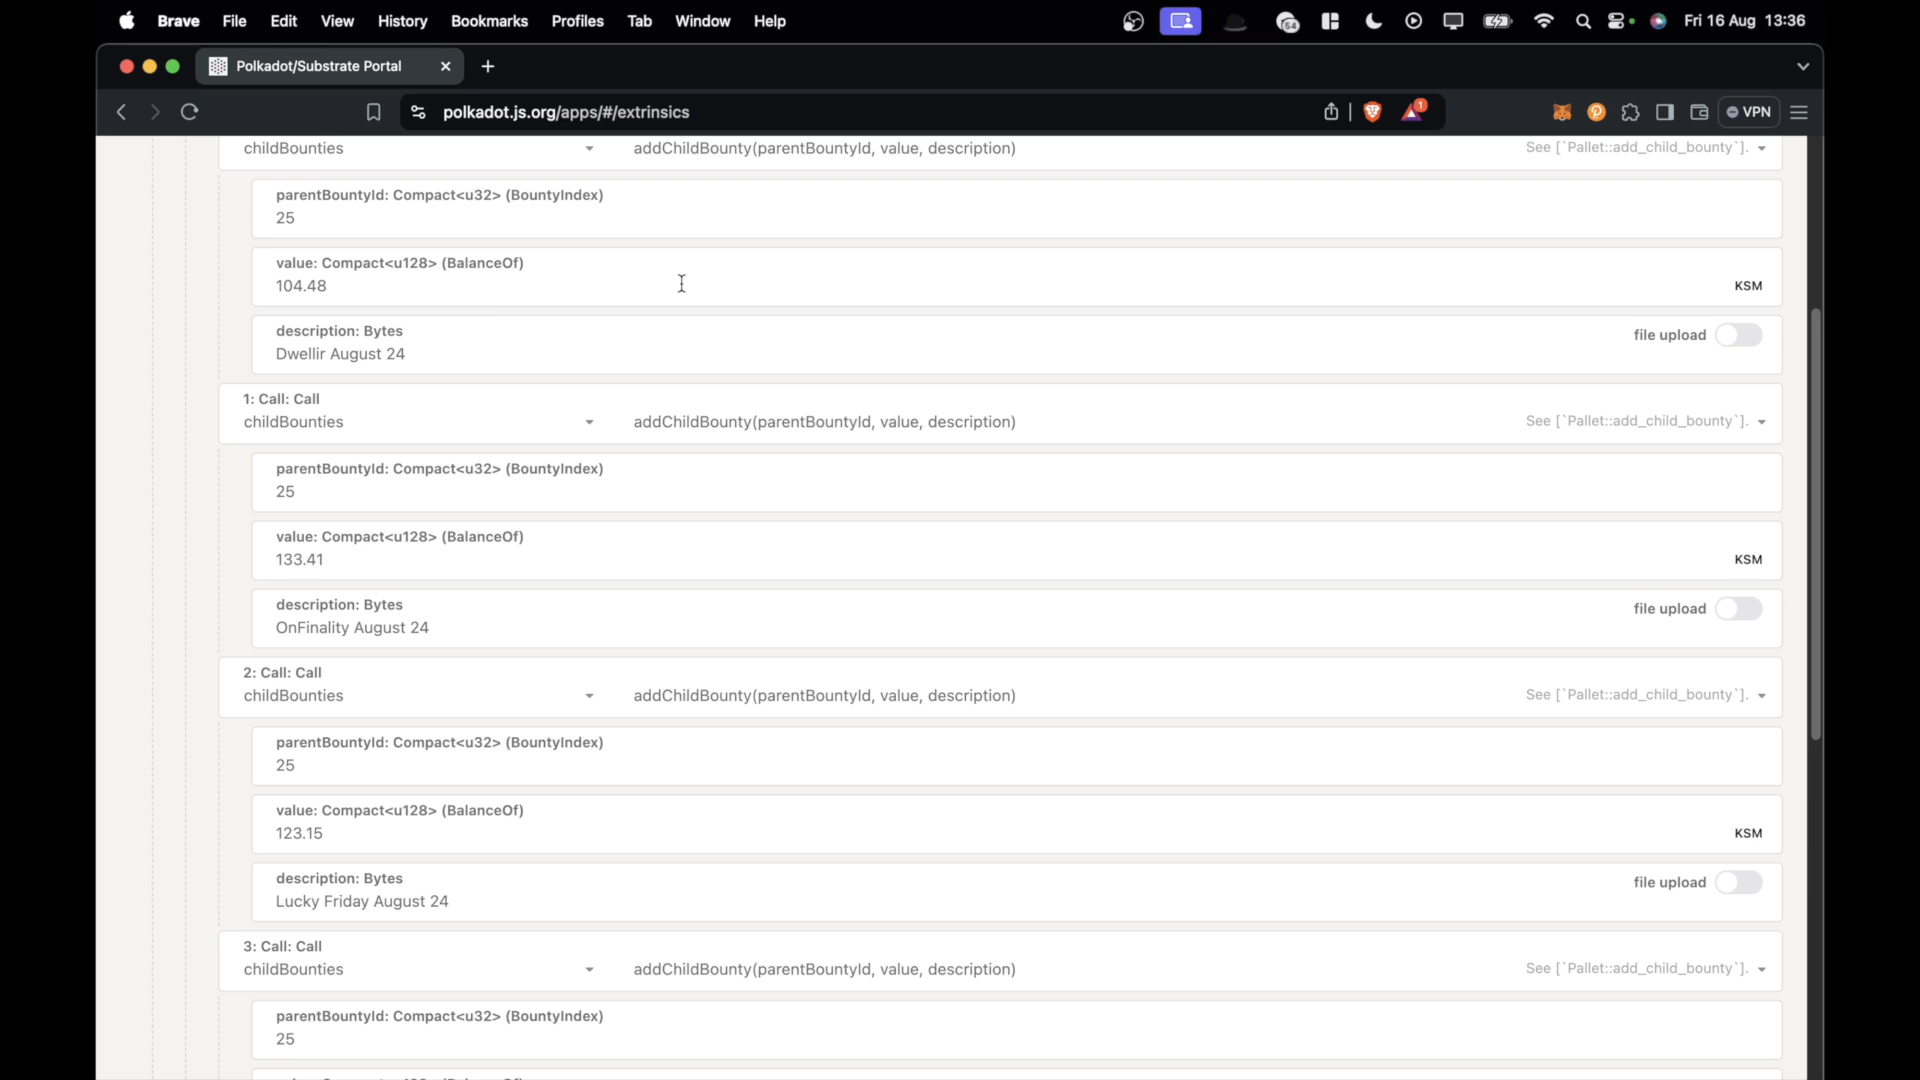 Brave File Edit View History Bookmarks Profiles Tab Window Help 64 Fri 16 Aug 13:36
Polkadot/Substrate Portal
polkadot.js.org/apps/#/extrinsics 1 VPN
childBounties addChildBounty(parentBountyId, value, description) See [`Pallet::add_child_bounty`].
parentBountyId: Compact<u32> (BountyIndex)
25
value: Compact<u128> (BalanceOf)
104.48 KSM
description: Bytes file upload
Dwellir August 24
1: Call: Call
childBounties addChildBounty(parentBountyId, value, description) See [`Pallet::add_child_bounty`].
parentBountyId: Compact<u32> (BountyIndex)
25
value: Compact<u128> (BalanceOf)
133.41 KSM
description: Bytes file upload
OnFinality August 24
2: Call: Call
childBounties addChildBounty(parentBountyId, value, description) See [`Pallet::add_child_bounty`].
parentBountyId: Compact<u32> (BountyIndex)
25
value: Compact<u128> (BalanceOf)
123.15 KSM
description: Bytes file upload
Lucky Friday August 24
3: Call: Call
childBounties addChildBounty(parentBountyId, value, description) See [`Pallet::add_child_bounty`].
parentBountyId: Compact<u32> (BountyIndex)
25